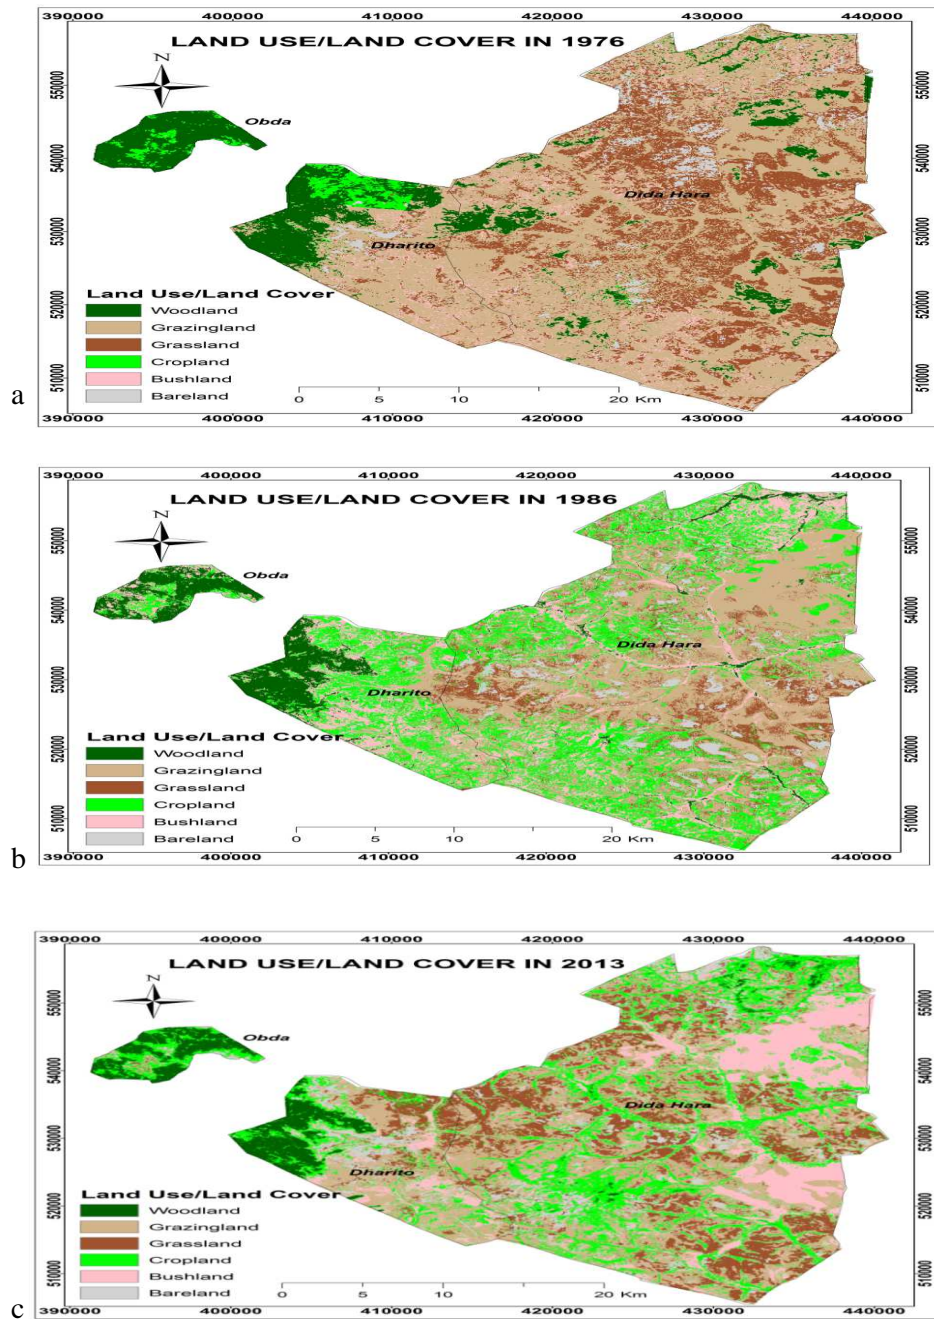 390000 400000 410000 420000 430000 440000
LAND USE/LAND COVER IN 1976
N
550000 550000
Obda
540000 540000
Dida Hara
530000 530000
Dharito
Land Use/Land Cover
520000 520000
Woodland
Grazingland
Grassland
Cropland
510000 510000
Bushland
a
Bareland
0 5 10 20 Km
390000 400000 410000 420000 430000 440000
390000 400000 410000 420000 430000 440000
LAND USE/LAND COVER IN 1986
N
550000 550000
Obda
540000 540000
Dida Hara
530000 530000
Dharito
Land Use/Land Cover
520000 520000
Woodland
Grazingland
Grassland
Cropland
510000 510000
Bushland
Bareland
0 5 10 20 Km
b
390000 400000 410000 420000 430000 440000
390000 400000 410000 420000 430000 440000
LAND USE/LAND COVER IN 2013
N
550000 550000
Obda
540000 540000
Dida Hara
530000 530000
Dharito
Land Use/Land Cover
520000 520000
Woodland
Grazingland
Grassland
Cropland
510000 510000
Bushland
Bareland
0 5 10 20 Km
c
390000 400000 410000 420000 430000 440000